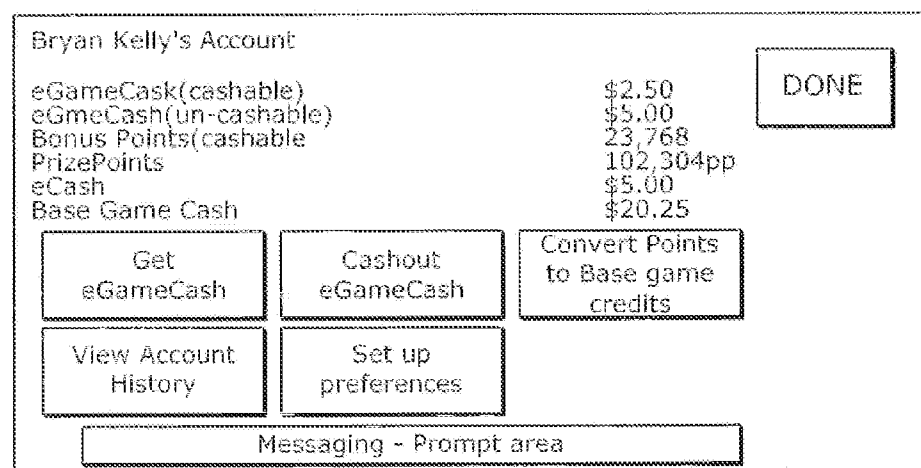 Bryan Kelly's Account
DONE
eGameCask(cashable) $2.50
eGmeCash(un-cashable) $5.00
Bonus Points(cashable 23,768
PrizePoints 102,304pp
eCash $5.00
Base Game Cash $20.25
Get
eGameCash
Cashout
eGameCash
Convert Points
to Base game
credits
View Account
History
Set up
preferences
Messaging - Prompt area